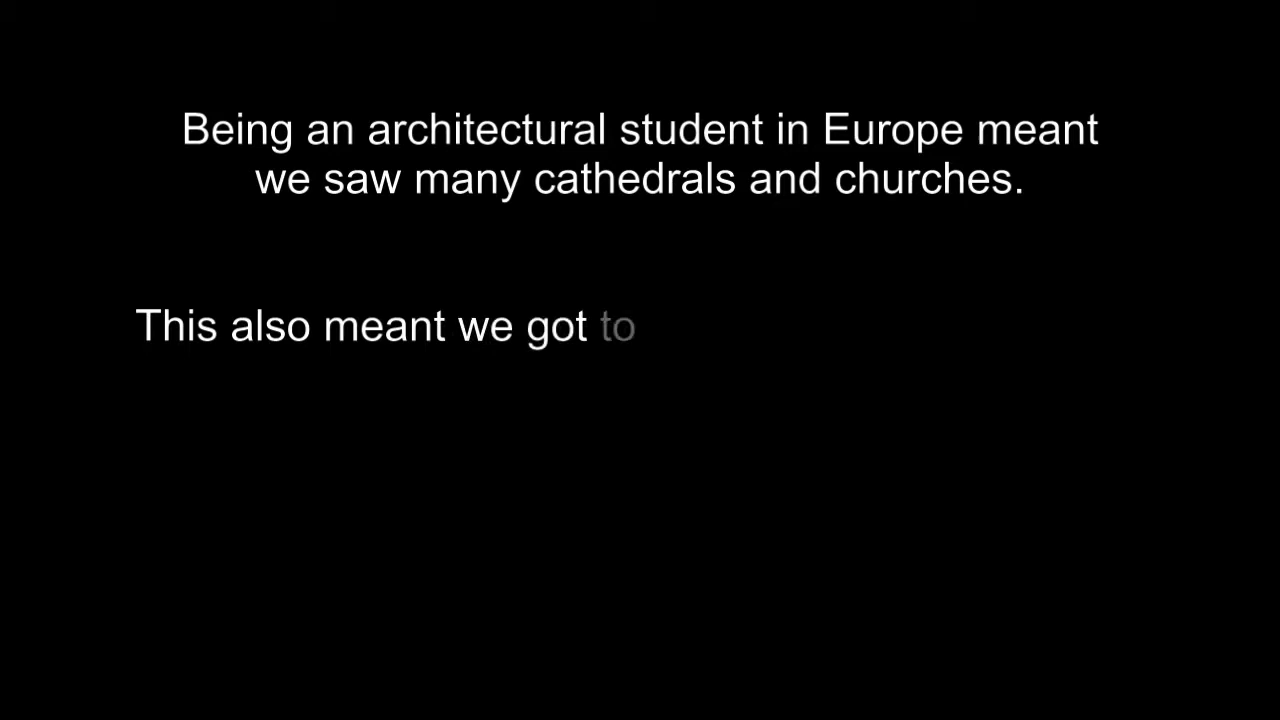 Being an architectural student in Europe meant
we saw many cathedrals and churches.
This also meant we got to